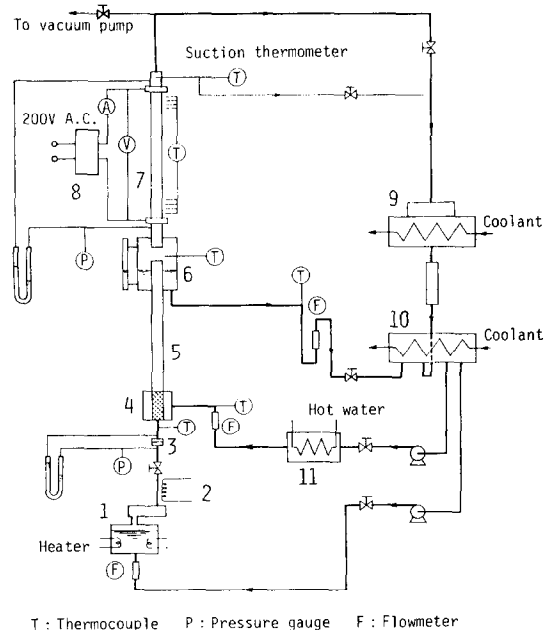 To vacuum pump
Suction thermometer
T
A
200V A.C.
V
T
8
7
9
Coolant
P
T
6
T
F
10
Coolant
5
4
T
Hot water
F
T
3
P
11
2
1
Heater
F
T : Thermocouple P : Pressure gauge F : Flowmeter